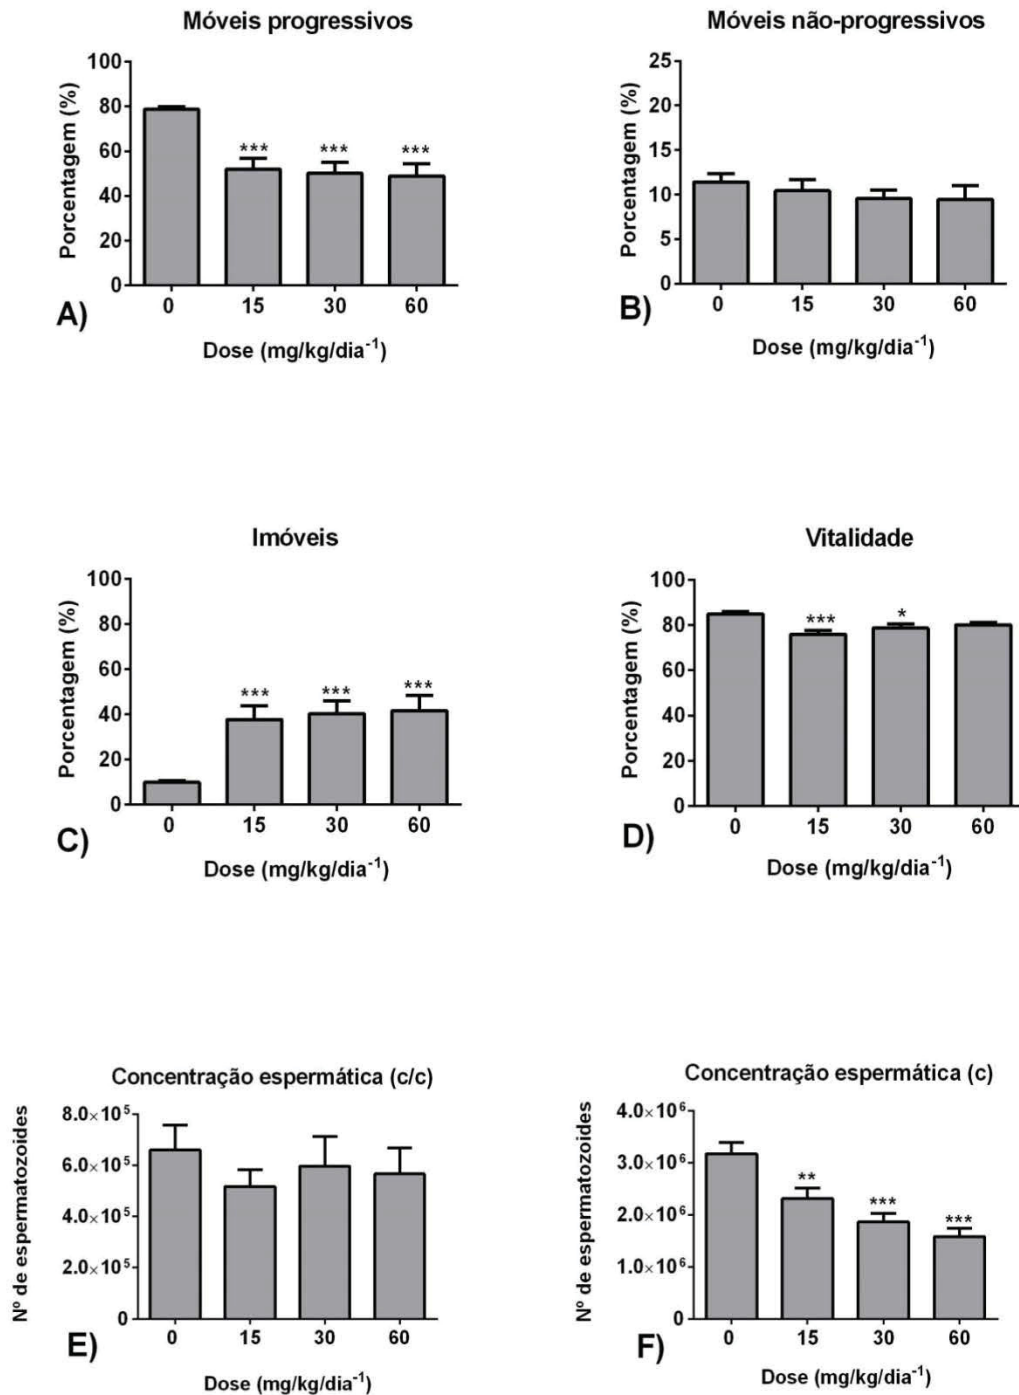 Móveis progressivos
Porcentagem (%)
100
80
60
40
20
0
*** *** ***
0 15 30 60
A)
Dose (mg/kg/dia⁻¹)
Móveis não-progressivos
Porcentagem (%)
25
20
15
10
5
0
0 15 30 60
B)
Dose (mg/kg/dia⁻¹)
Imóveis
Porcentagem (%)
100
80
60
40
20
0
*** *** ***
0 15 30 60
C)
Dose (mg/kg/dia⁻¹)
Vitalidade
Porcentagem (%)
100
80
60
40
20
0
*** *
0 15 30 60
D)
Dose (mg/kg/dia⁻¹)
Concentração espermática (c/c)
Nº de espermatozoides
8.0×10⁵
6.0×10⁵
4.0×10⁵
2.0×10⁵
0
0 15 30 60
E)
Dose (mg/kg/dia⁻¹)
Concentração espermática (c)
Nº de espermatozoides
4.0×10⁶
3.0×10⁶
2.0×10⁶
1.0×10⁶
0
** *** ***
0 15 30 60
F)
Dose (mg/kg/dia⁻¹)